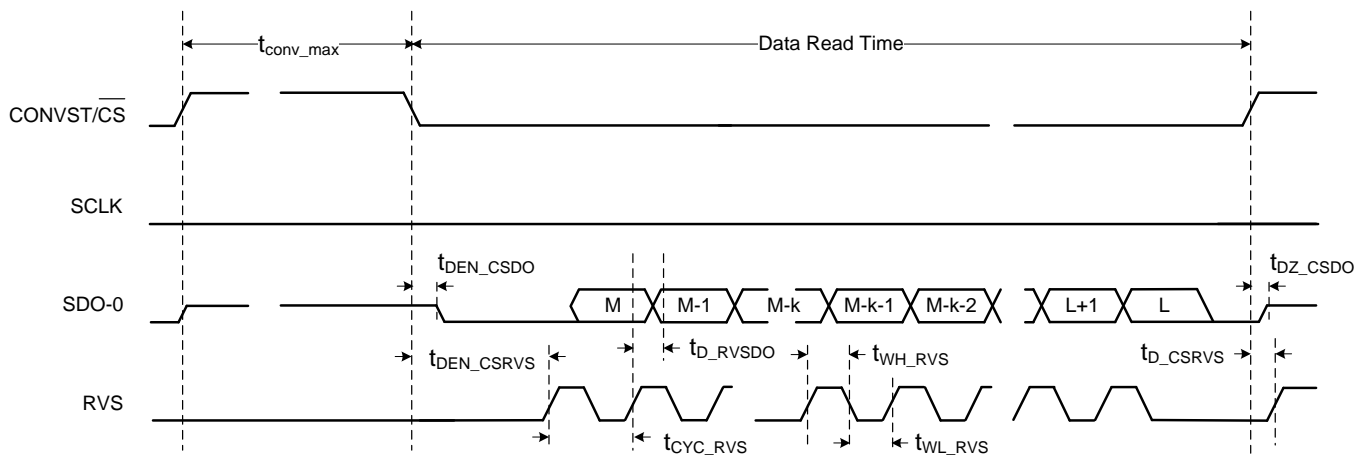 t_conv_max
Data Read Time
CONVST/C̅S̅
SCLK
t_DEN_CSDO
t_DZ_CSDO
SDO-0
M
M-1
M-k
M-k-1
M-k-2
L+1
L
t_DEN_CSRVS
t_D_RVSDO
t_WH_RVS
t_D_CSRVS
RVS
t_CYC_RVS
t_WL_RVS